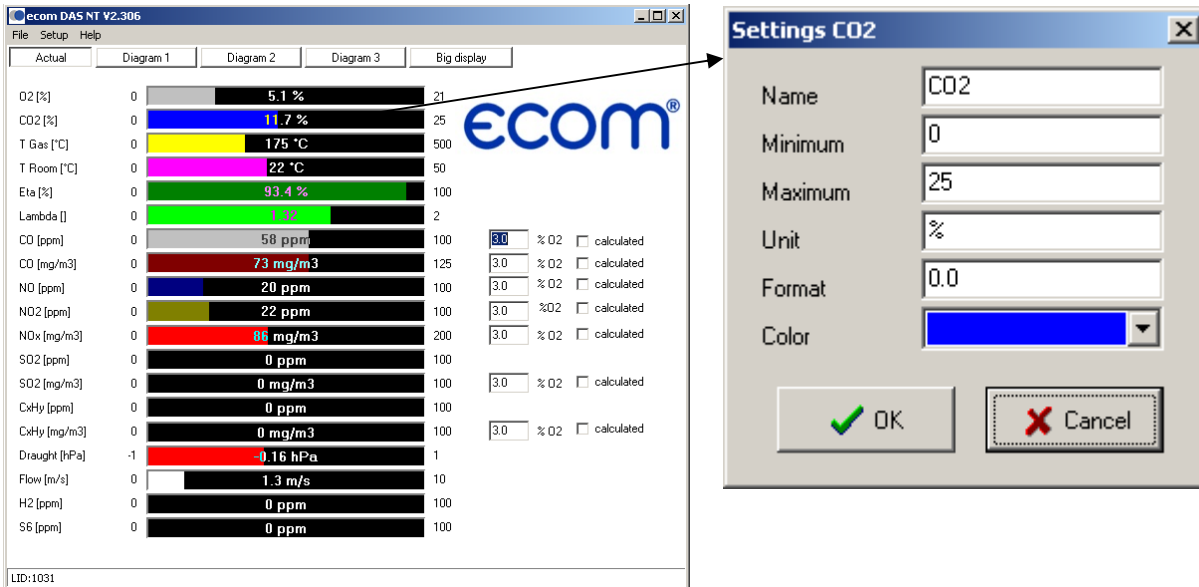 ecom DAS NT V2.306
File Setup Help
Actual Diagram 1 Diagram 2 Diagram 3 Big display
O2 [%] 0 5.1 % 21
CO2 [%] 0 11.7 % 25
T Gas [°C] 0 175 °C 500
T Room [°C] 0 22 °C 50
Eta [%] 0 93.4 % 100
Lambda [] 0 1.32 2
CO [ppm] 0 58 ppm 100 3.0 % O2 calculated
CO [mg/m3] 0 73 mg/m3 125 3.0 % O2 calculated
NO [ppm] 0 20 ppm 100 3.0 % O2 calculated
NO2 [ppm] 0 22 ppm 100 3.0 %O2 calculated
NOx [mg/m3] 0 86 mg/m3 200 3.0 % O2 calculated
SO2 [ppm] 0 0 ppm 100
SO2 [mg/m3] 0 0 mg/m3 100 3.0 % O2 calculated
CxHy [ppm] 0 0 ppm 100
CxHy [mg/m3] 0 0 mg/m3 100 3.0 % O2 calculated
Draught [hPa] -1 -0.16 hPa 1
Flow [m/s] 0 1.3 m/s 10
H2 [ppm] 0 0 ppm 100
S6 [ppm] 0 0 ppm 100
LID:1031
ecom®
Settings CO2
Name CO2
Minimum 0
Maximum 25
Unit %
Format 0.0
Color
OK Cancel